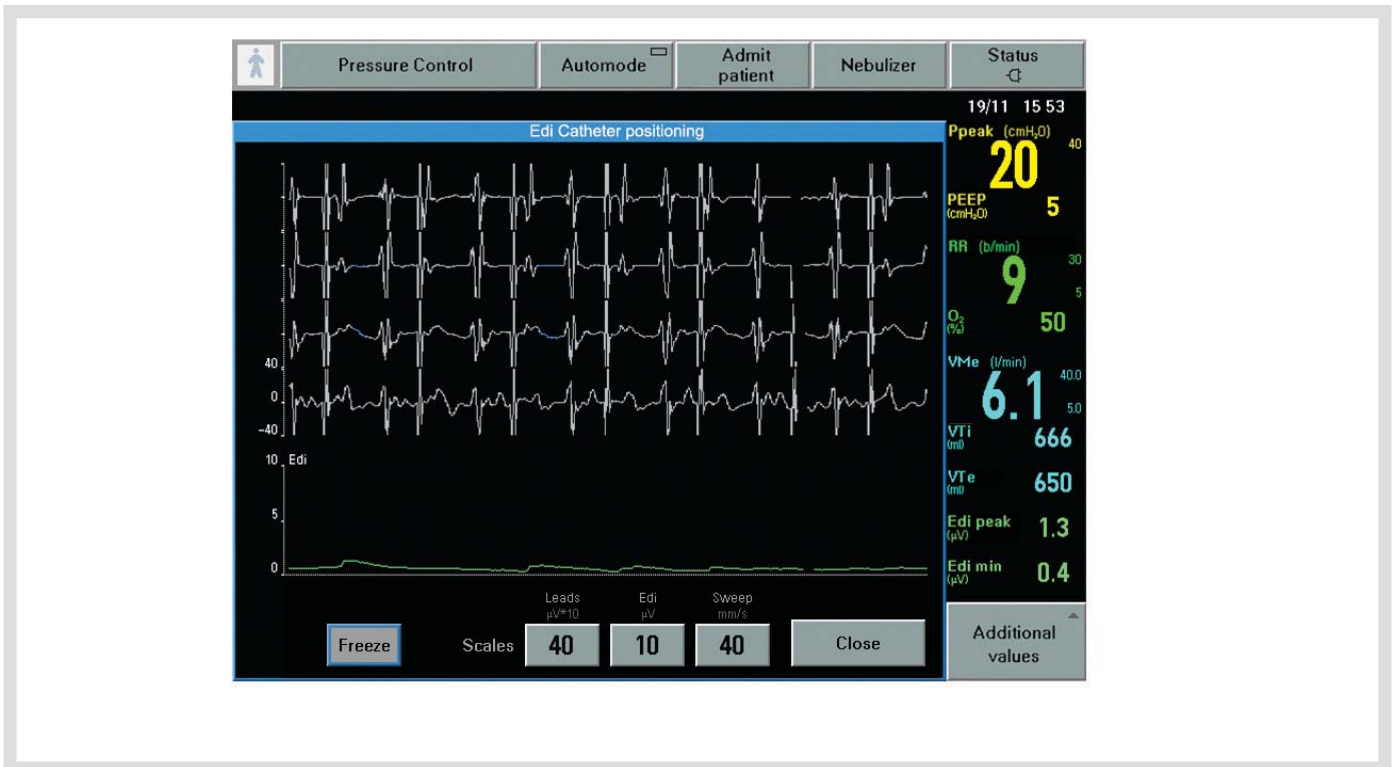 Pressure Control
Automode
Admit
patient
Nebulizer
Status
19/11 15 53
Edi Catheter positioning
Ppeak (cmH₂O)
40
20
PEEP
(cmH₂O)
5
RR (b/min)
30
9
5
O₂
(%)
50
40
0
-40
VMe (l/min)
40.0
6.1
5.0
VTi
(ml)
666
10 Edi
5
0
VTe
(ml)
650
Edi peak
(µV)
1.3
Edi min
(µV)
0.4
Leads
µV*10
Edi
µV
Sweep
mm/s
Freeze
Scales
40
10
40
Close
Additional
values